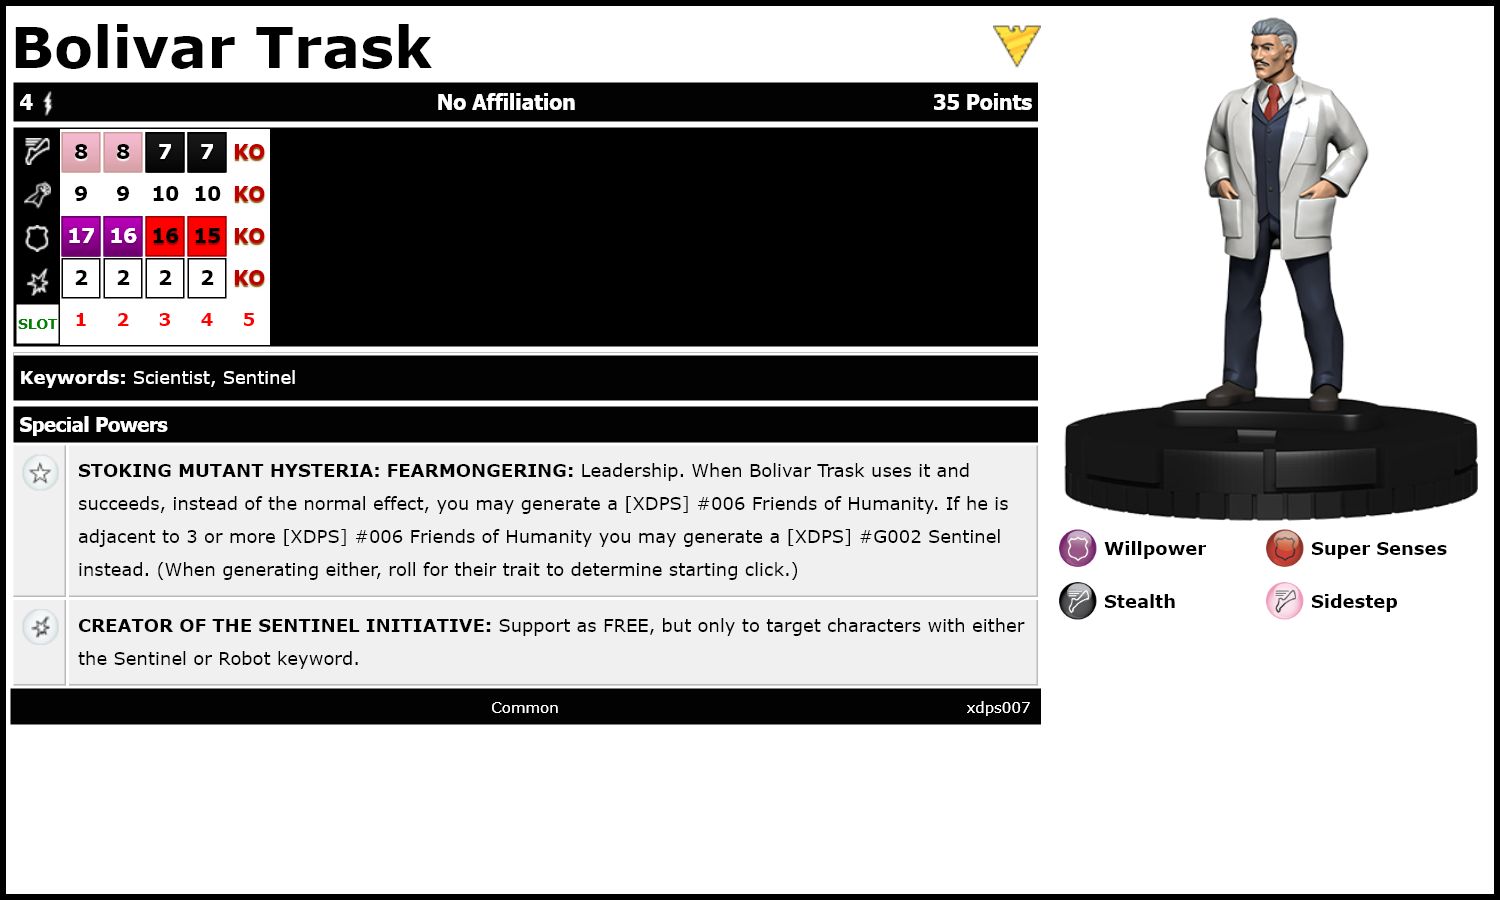 Bolivar Trask
4 No Affiliation 35 Points
8 8 7 7 KO
9 9 10 10 KO
17 16 16 15 KO
2 2 2 2 KO
SLOT 1 2 3 4 5
Keywords: Scientist, Sentinel
Special Powers
STOKING MUTANT HYSTERIA: FEARMONGERING: Leadership. When Bolivar Trask uses it and
succeeds, instead of the normal effect, you may generate a [XDPS] #006 Friends of Humanity. If he is
adjacent to 3 or more [XDPS] #006 Friends of Humanity you may generate a [XDPS] #G002 Sentinel
instead. (When generating either, roll for their trait to determine starting click.)
CREATOR OF THE SENTINEL INITIATIVE: Support as FREE, but only to target characters with either
the Sentinel or Robot keyword.
Common xdps007
Willpower Super Senses
Stealth Sidestep